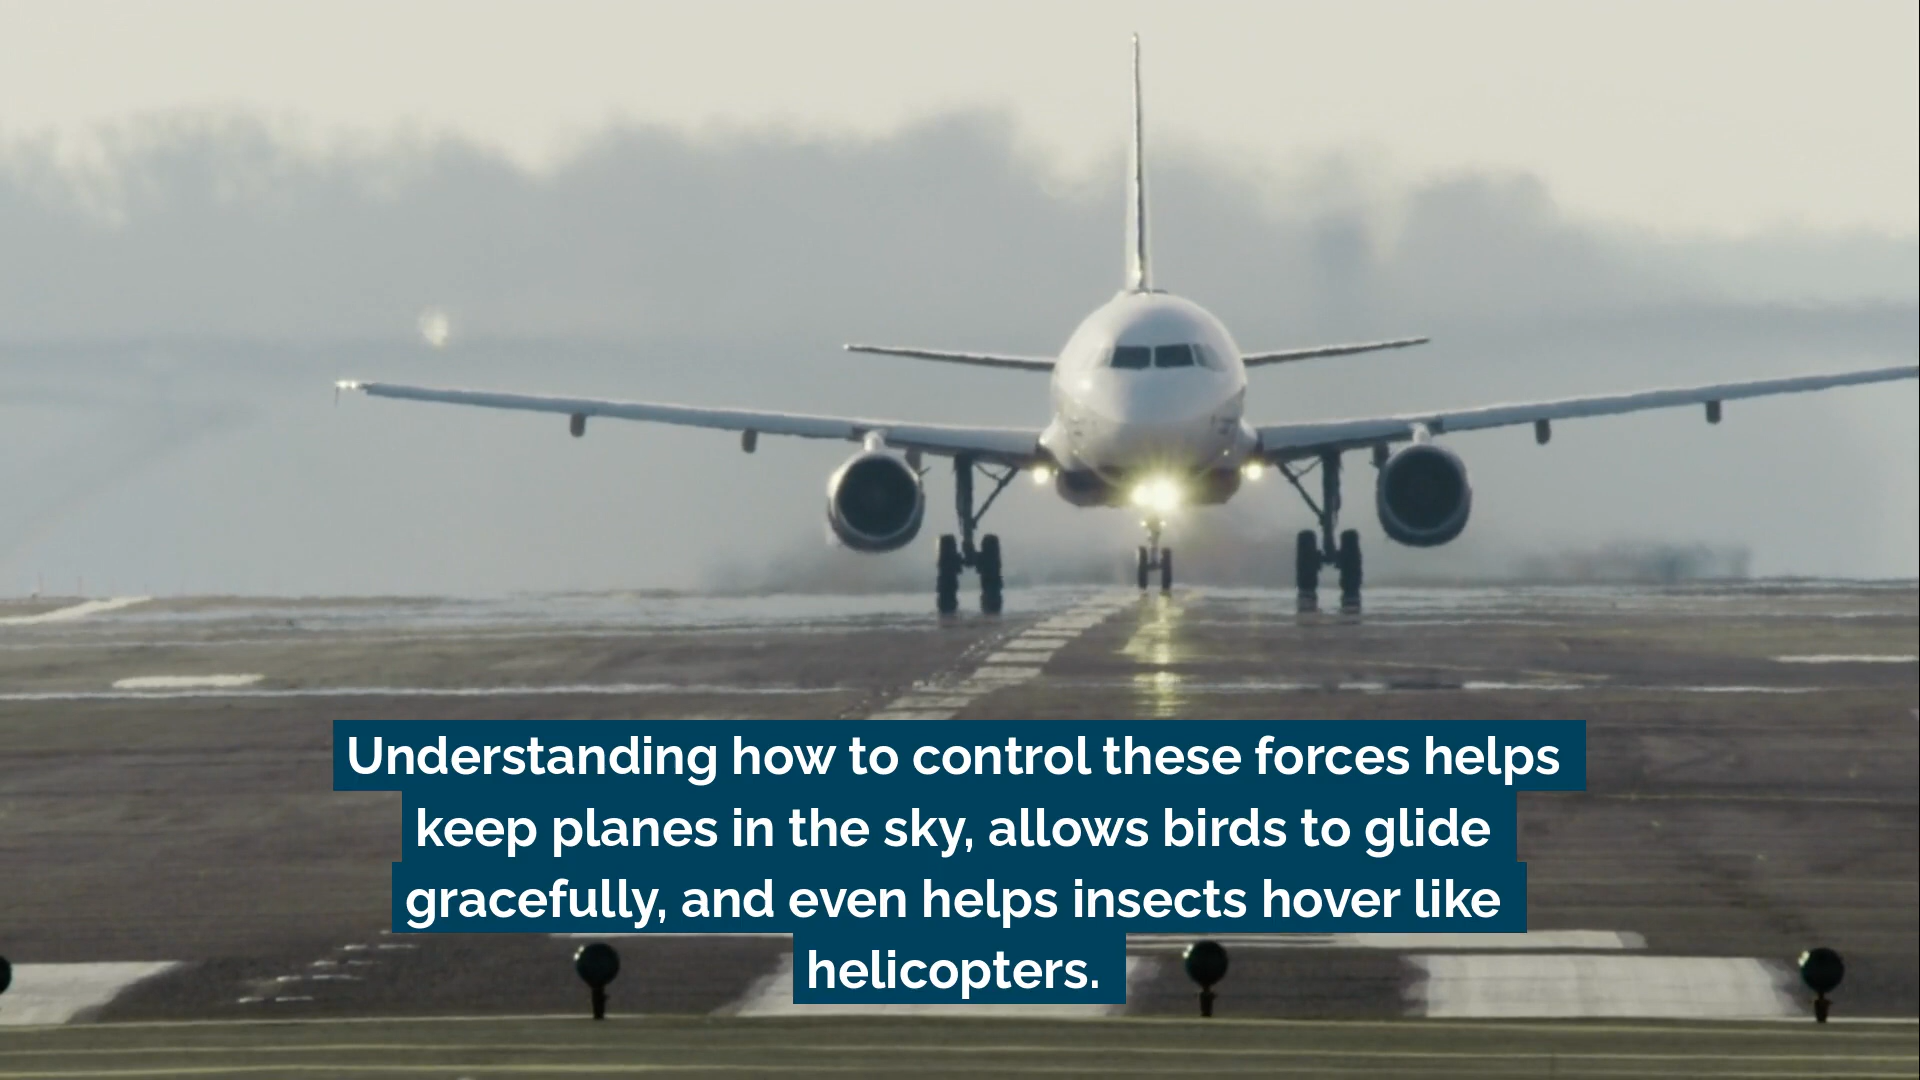 Understanding how to control these forces helps
keep planes in the sky, allows birds to glide
gracefully, and even helps insects hover like
helicopters.